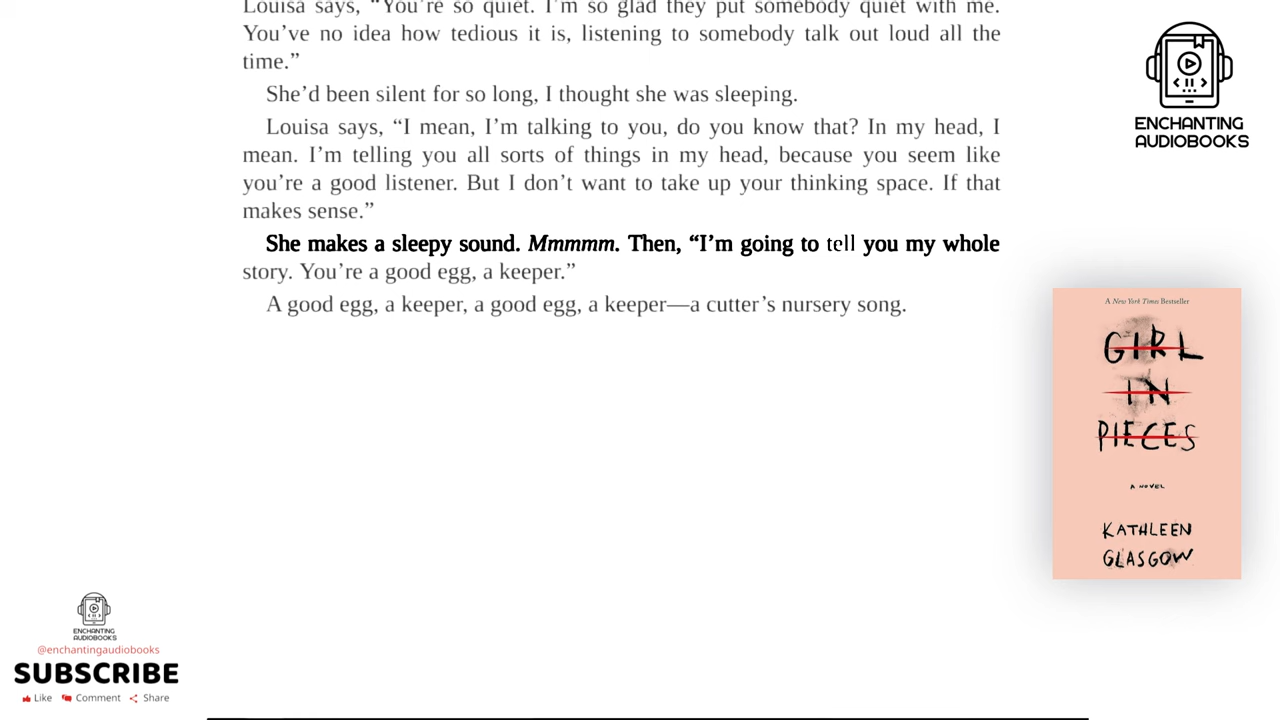 Louisa says, “You’re so quiet. I’m so glad they put somebody quiet with me.
You’ve no idea how tedious it is, listening to somebody talk out loud all the
time.”
She’d been silent for so long, I thought she was sleeping.
Louisa says, “I mean, I’m talking to you, do you know that? In my head, I
mean. I’m telling you all sorts of things in my head, because you seem like
you’re a good listener. But I don’t want to take up your thinking space. If that
makes sense.”
She makes a sleepy sound. Mmmmm. Then, “I’m going to tell you my whole
story. You’re a good egg, a keeper.”
A good egg, a keeper, a good egg, a keeper—a cutter’s nursery song.
ENCHANTING
AUDIOBOOKS
A New York Times Bestseller
GIRL
IN
PIECES
A NOVEL
KATHLEEN
GLASGOW
ENCHANTING
AUDIOBOOKS
@enchantingaudiobooks
SUBSCRIBE
Like Comment Share